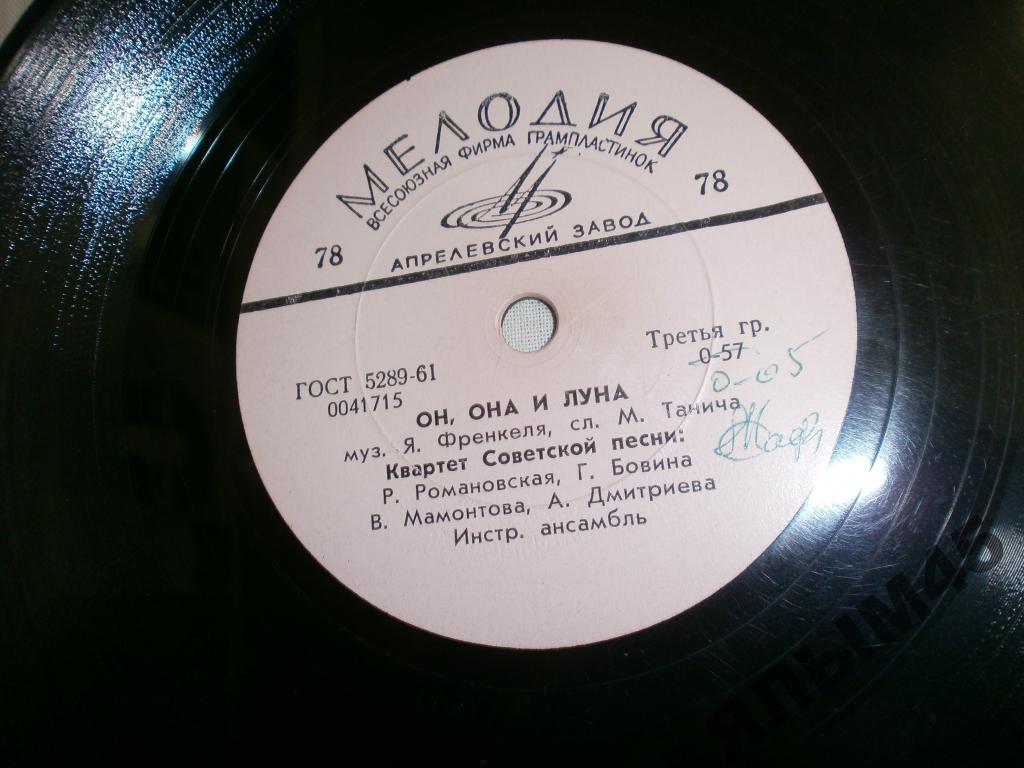 МЕЛОДИЯ
ВСЕСОЮЗНАЯ ФИРМА ГРАМПЛАСТИНОК
78
78
АПРЕЛЕВСКИЙ ЗАВОД
ГОСТ 5289-61
0041715
Третья гр.
0-57
0-05
ОН, ОНА И ЛУНА
муз. Я. Френкеля, сл. М. Танича
Квартет Советской песни:
Р. Романовская, Г. Бовина
В. Мамонтова, А. Дмитриева
Инстр. ансамбль
ЯЛЫМ45